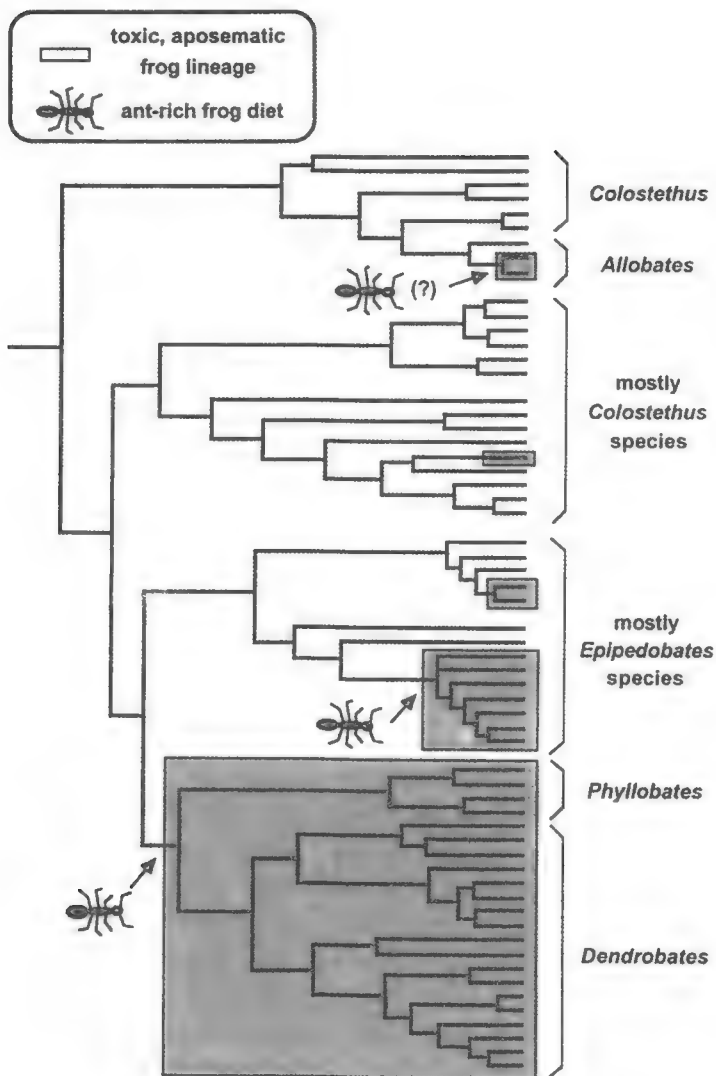 toxic, aposematic
frog lineage
ant-rich frog diet
Colostethus
Allobates
(?)
mostly
Colostethus
species
mostly
Epipedobates
species
Phyllobates
Dendrobates